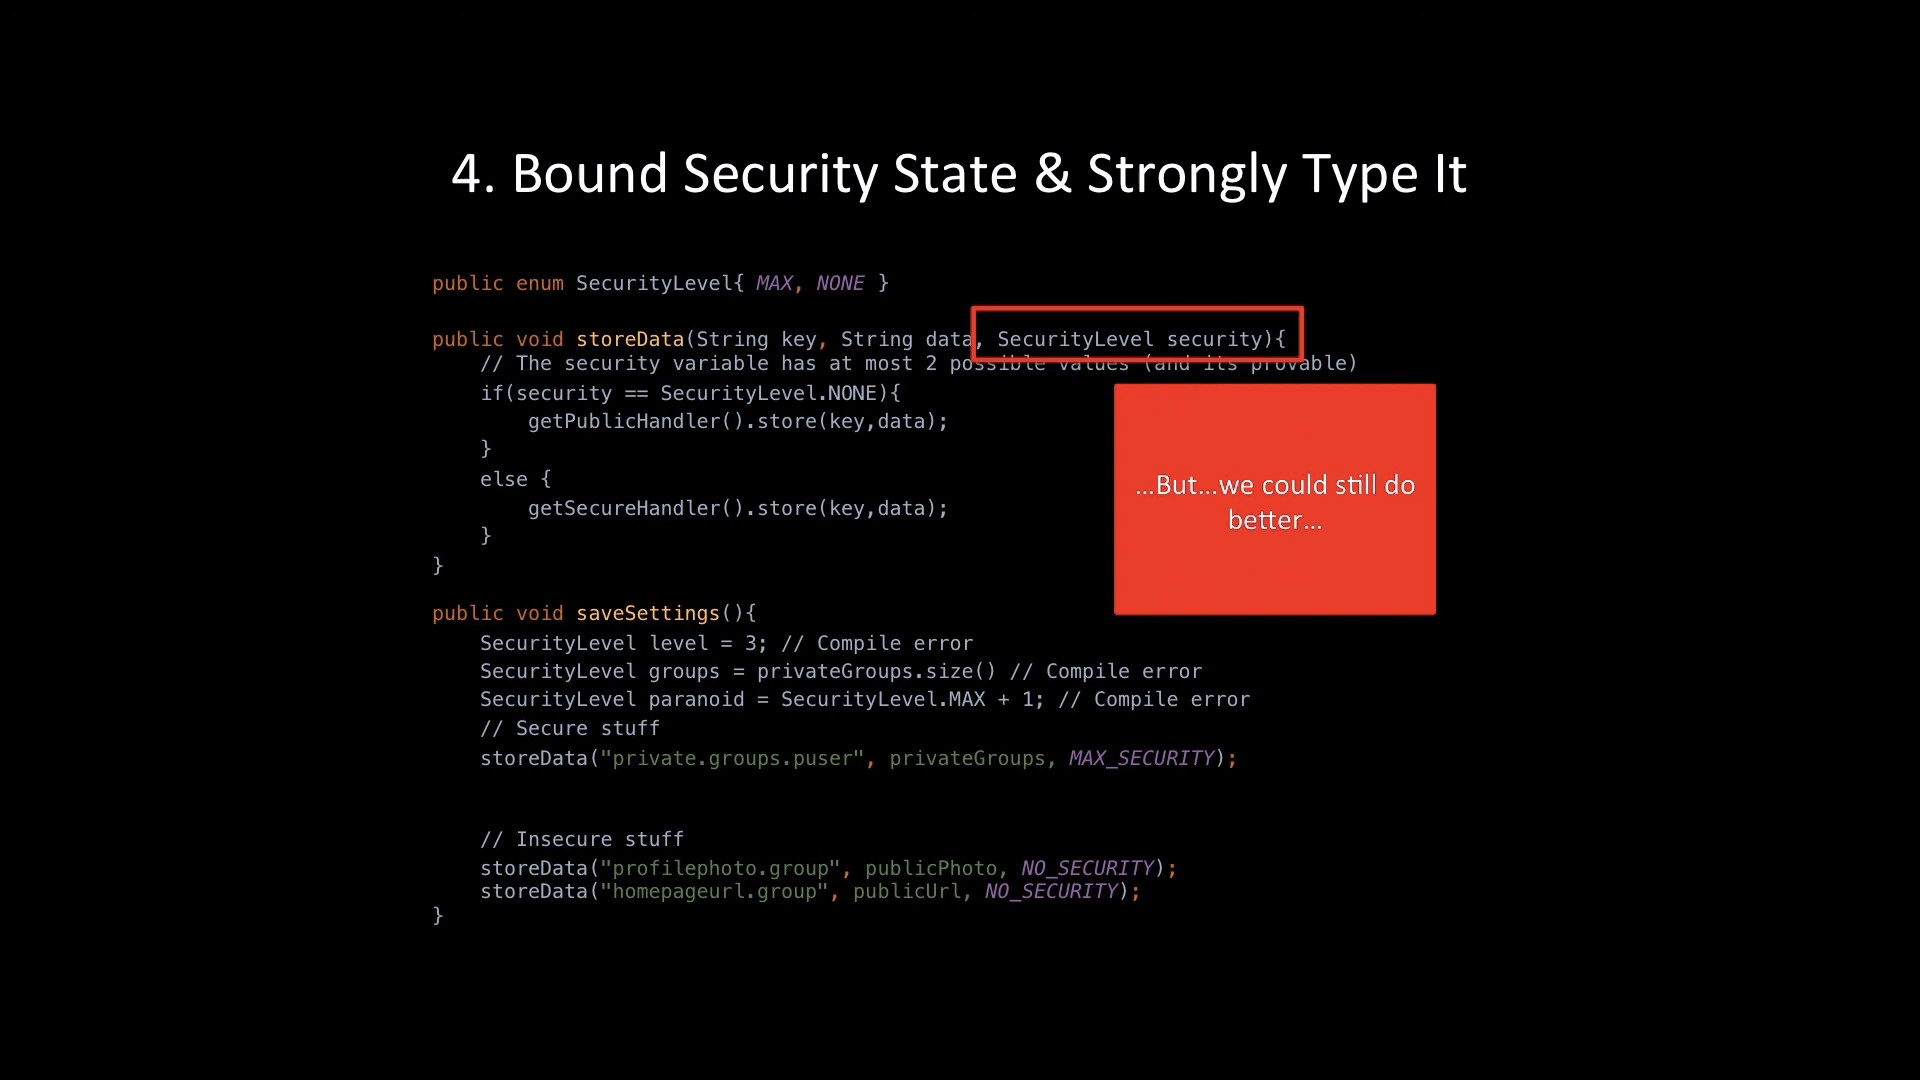 4. Bound Security State & Strongly Type It
public enum SecurityLevel{ MAX, NONE }
public void storeData(String key, String data, SecurityLevel security){
// The security variable has at most 2 possible values (and its provable)
if(security == SecurityLevel.NONE){
getPublicHandler().store(key,data);
}
else {
getSecureHandler().store(key,data);
}
}
...But...we could still do
better...
public void saveSettings(){
SecurityLevel level = 3; // Compile error
SecurityLevel groups = privateGroups.size() // Compile error
SecurityLevel paranoid = SecurityLevel.MAX + 1; // Compile error
// Secure stuff
storeData("private.groups.puser", privateGroups, MAX_SECURITY);
// Insecure stuff
storeData("profilephoto.group", publicPhoto, NO_SECURITY);
storeData("homepageurl.group", publicUrl, NO_SECURITY);
}